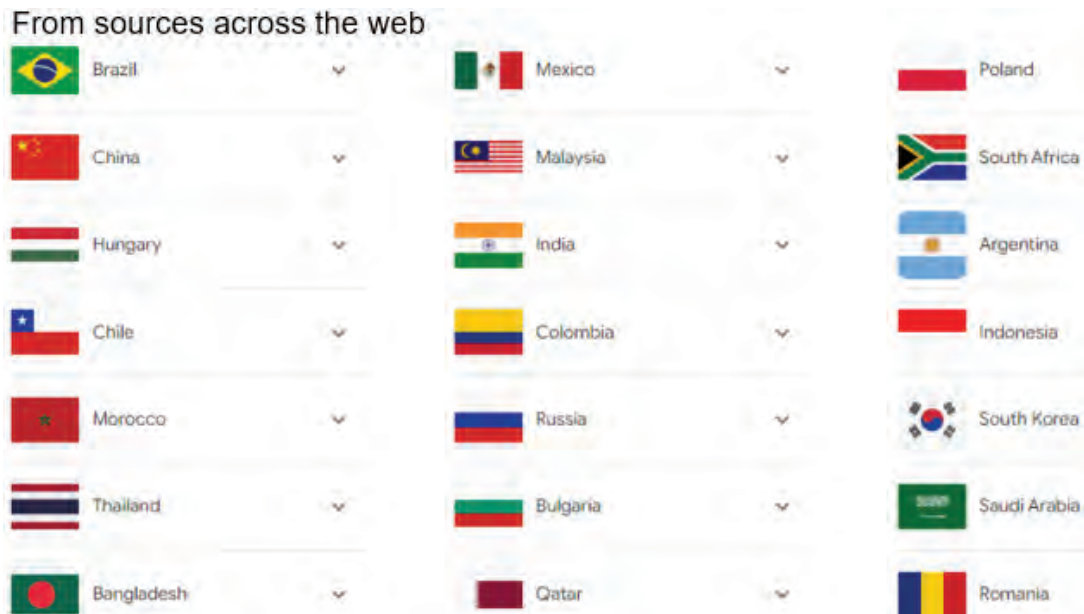 From sources across the web
Brazil
Mexico
Poland
China
Malaysia
South Africa
Hungary
India
Argentina
Chile
Colombia
Indonesia
Morocco
Russia
South Korea
Thailand
Bulgaria
Saudi Arabia
Bangladesh
Qatar
Romania